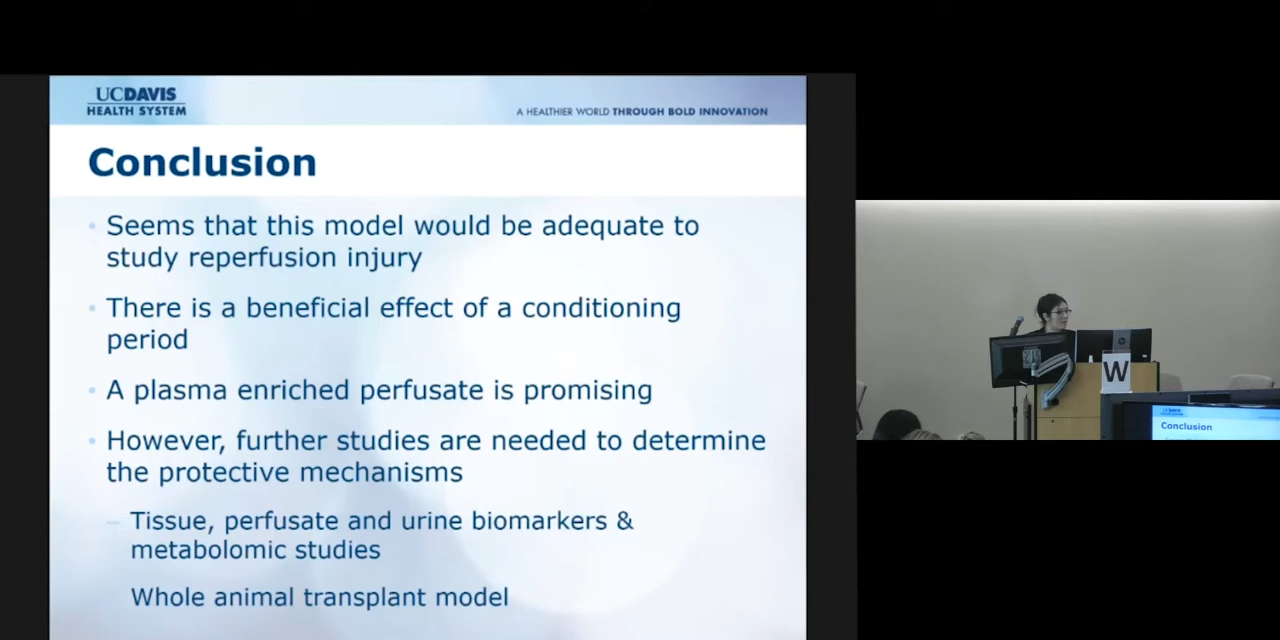 UCDAVIS
HEALTH SYSTEM
A HEALTHIER WORLD THROUGH BOLD INNOVATION
Conclusion
Seems that this model would be adequate to
study reperfusion injury
There is a beneficial effect of a conditioning
period
A plasma enriched perfusate is promising
However, further studies are needed to determine
the protective mechanisms
Tissue, perfusate and urine biomarkers &
metabolomic studies
Whole animal transplant model
W
Conclusion